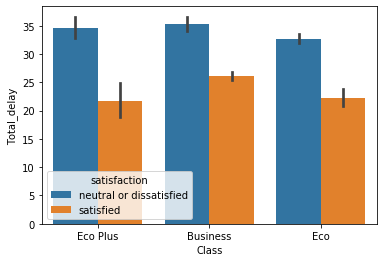 35
30
25
20
15
10
5
0
Total_delay
satisfaction
neutral or dissatisfied
satisfied
Eco Plus
Business
Eco
Class